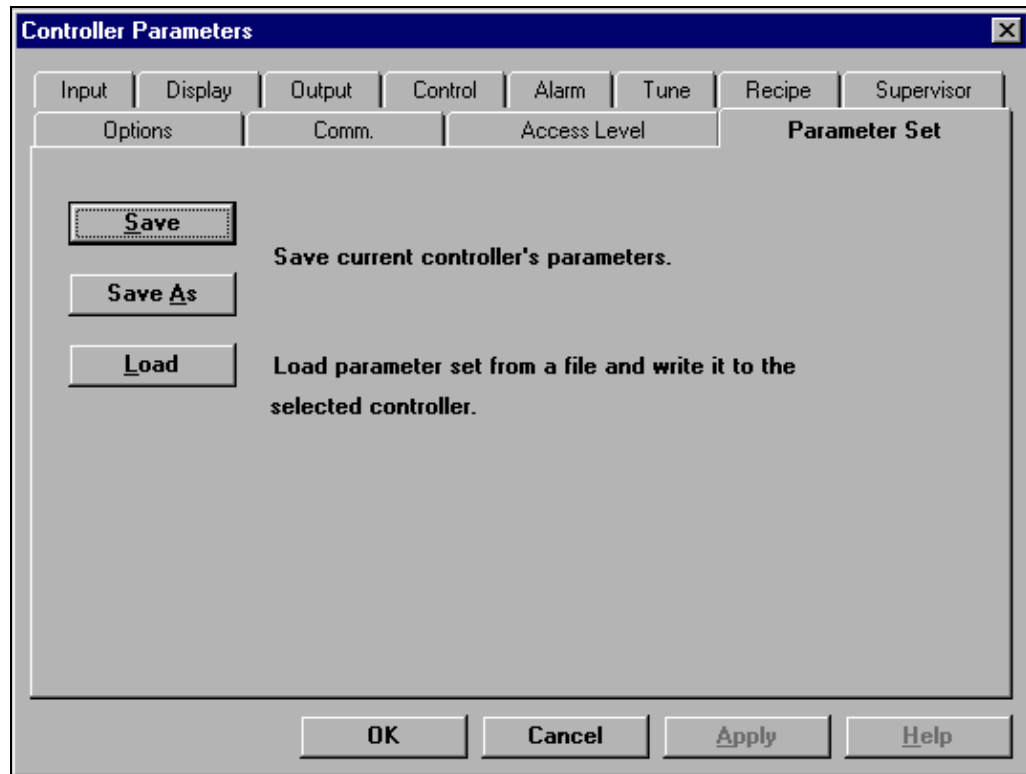 Controller Parameters
Input Display Output Control Alarm Tune Recipe Supervisor
Options Comm. Access Level Parameter Set
Save
Save current controller's parameters.
Save As
Load
Load parameter set from a file and write it to the
selected controller.
OK Cancel Apply Help